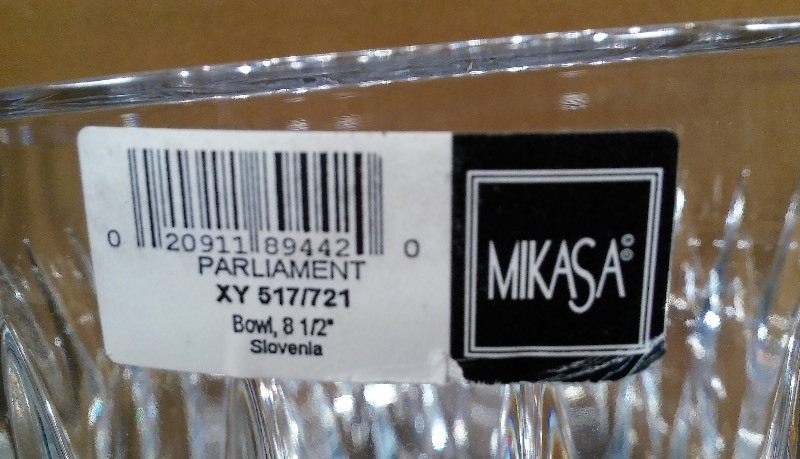 0 20911 89442 0
PARLIAMENT
XY 517/721
Bowl, 8 1/2"
Slovenia
MIKASA®